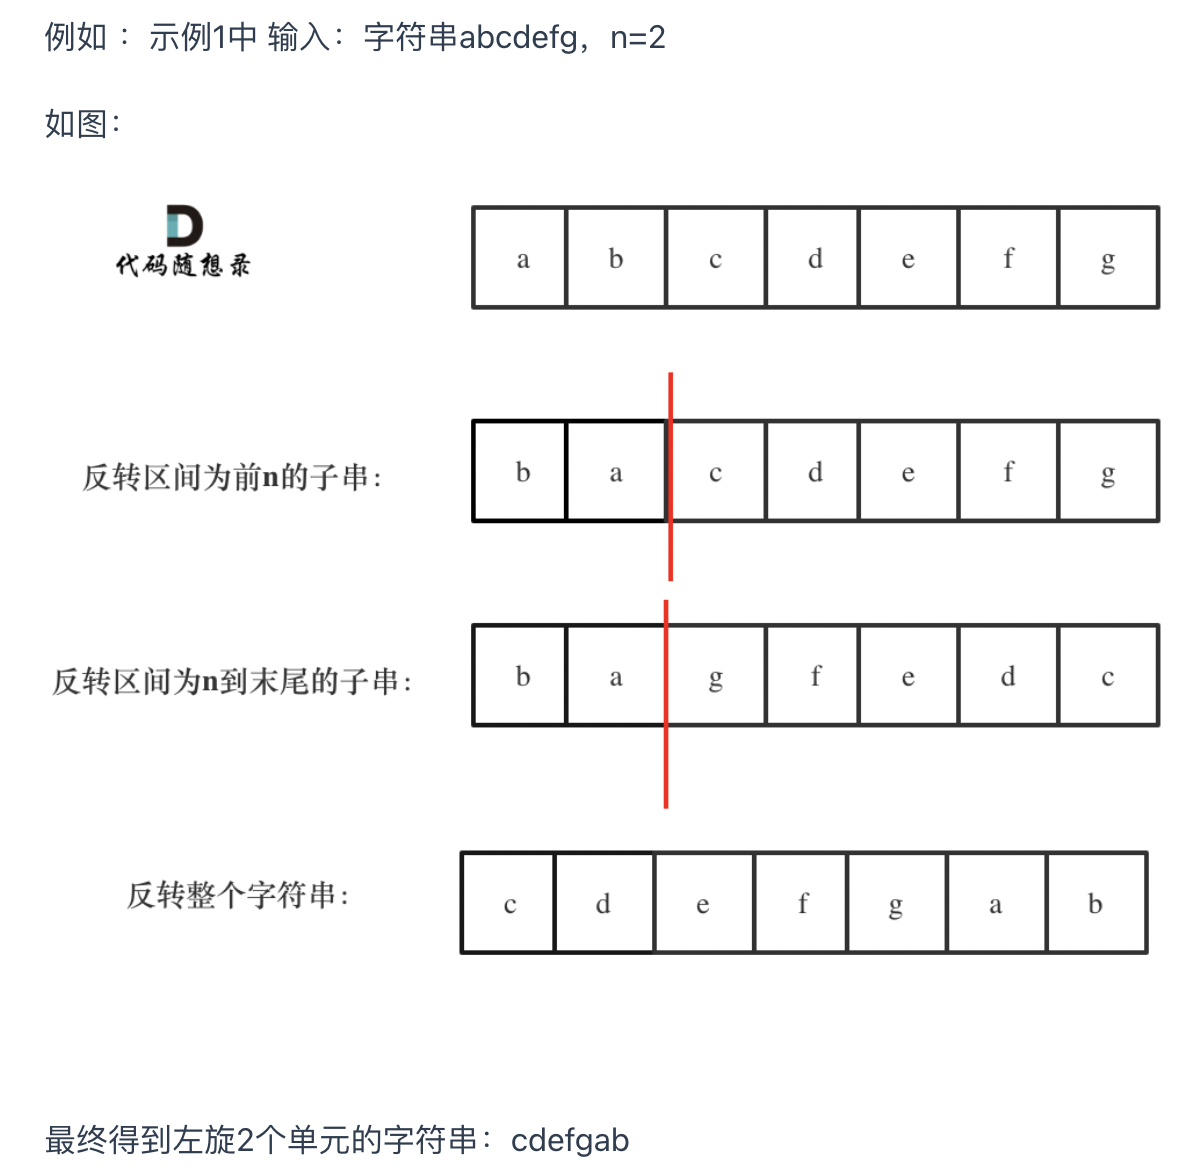 例如 ：示例1中 输入：字符串abcdefg，n=2
如图：
代码随想录
a b c d e f g
反转区间为前n的子串： b a c d e f g
反转区间为n到末尾的子串： b a g f e d c
反转整个字符串： c d e f g a b
最终得到左旋2个单元的字符串：cdefgab